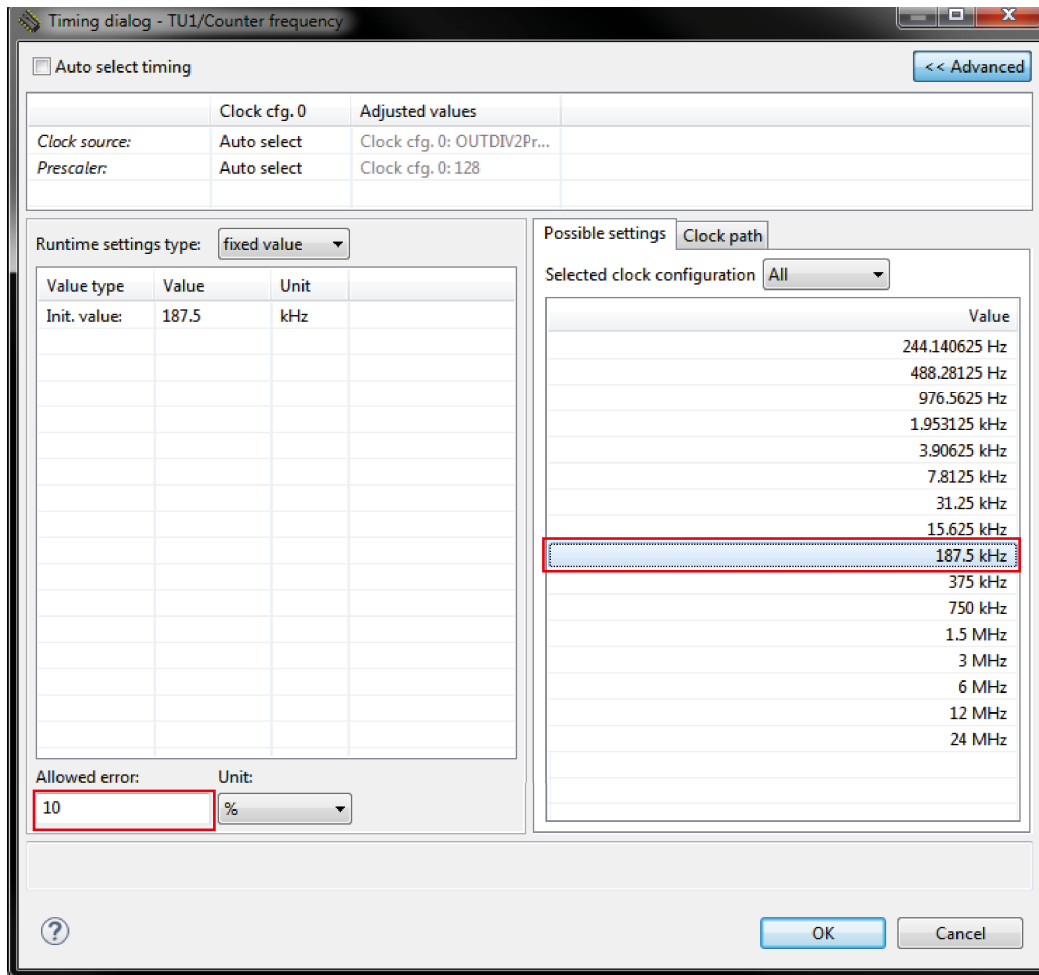 Timing dialog - TU1/Counter frequency
Auto select timing
<< Advanced
Clock cfg. 0 Adjusted values
Clock source: Auto select Clock cfg. 0: OUTDIV2Pr...
Prescaler: Auto select Clock cfg. 0: 128
Runtime settings type: fixed value
Value type Value Unit
Init. value: 187.5 kHz
Allowed error: Unit:
10 %
Possible settings Clock path
Selected clock configuration All
Value
244.140625 Hz
488.28125 Hz
976.5625 Hz
1.953125 kHz
3.90625 kHz
7.8125 kHz
31.25 kHz
15.625 kHz
187.5 kHz
375 kHz
750 kHz
1.5 MHz
3 MHz
6 MHz
12 MHz
24 MHz
?
OK Cancel